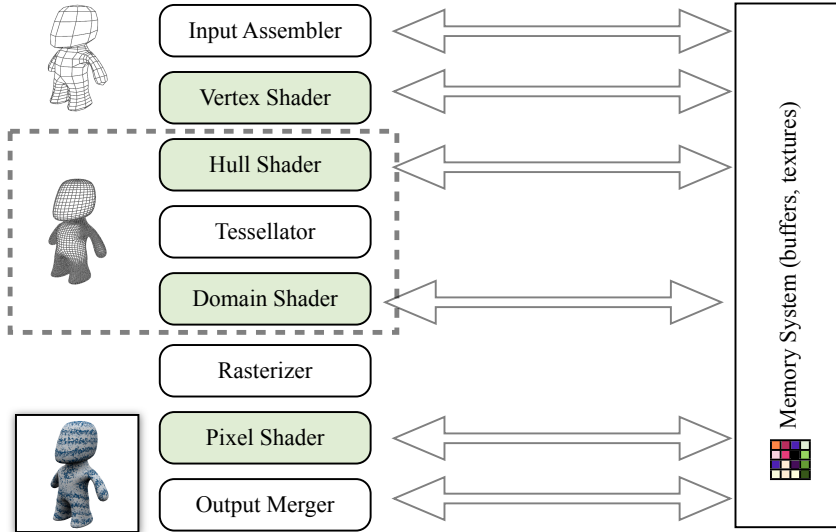 Input Assembler
Vertex Shader
Hull Shader
Tessellator
Domain Shader
Rasterizer
Pixel Shader
Output Merger
Memory System (buffers, textures)